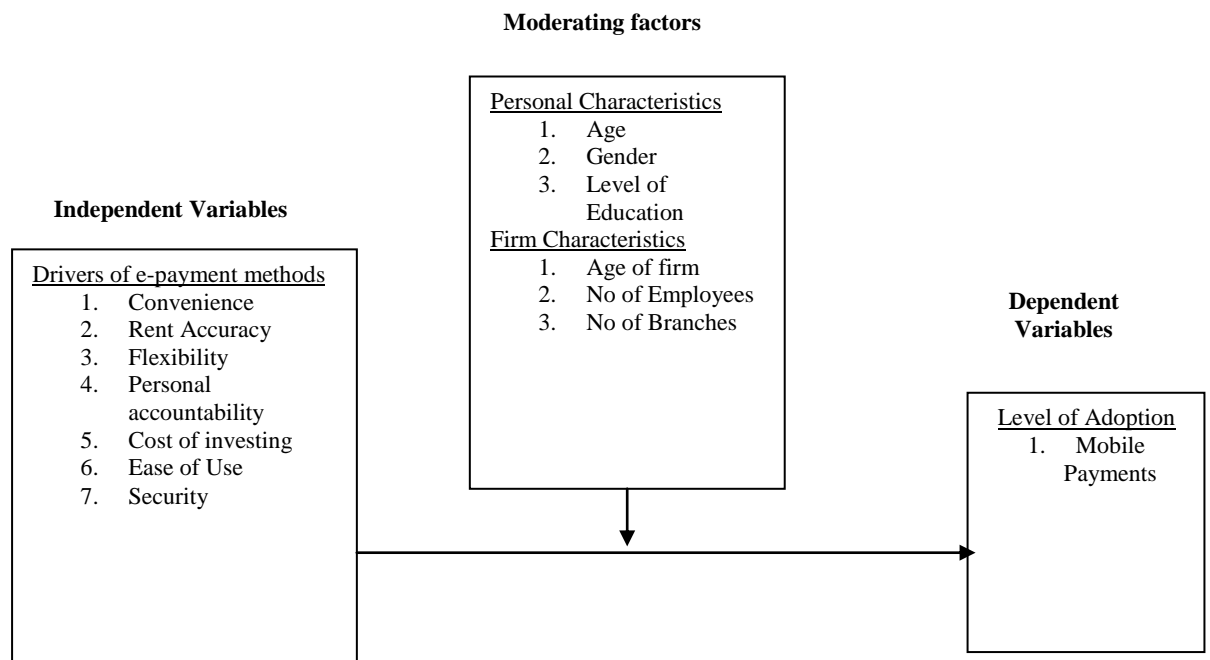 Moderating factors
Personal Characteristics
1. Age
2. Gender
3. Level of
Education
Firm Characteristics
1. Age of firm
2. No of Employees
3. No of Branches
Independent Variables
Drivers of e-payment methods
1. Convenience
2. Rent Accuracy
3. Flexibility
4. Personal
accountability
5. Cost of investing
6. Ease of Use
7. Security
Dependent
Variables
Level of Adoption
1. Mobile
Payments